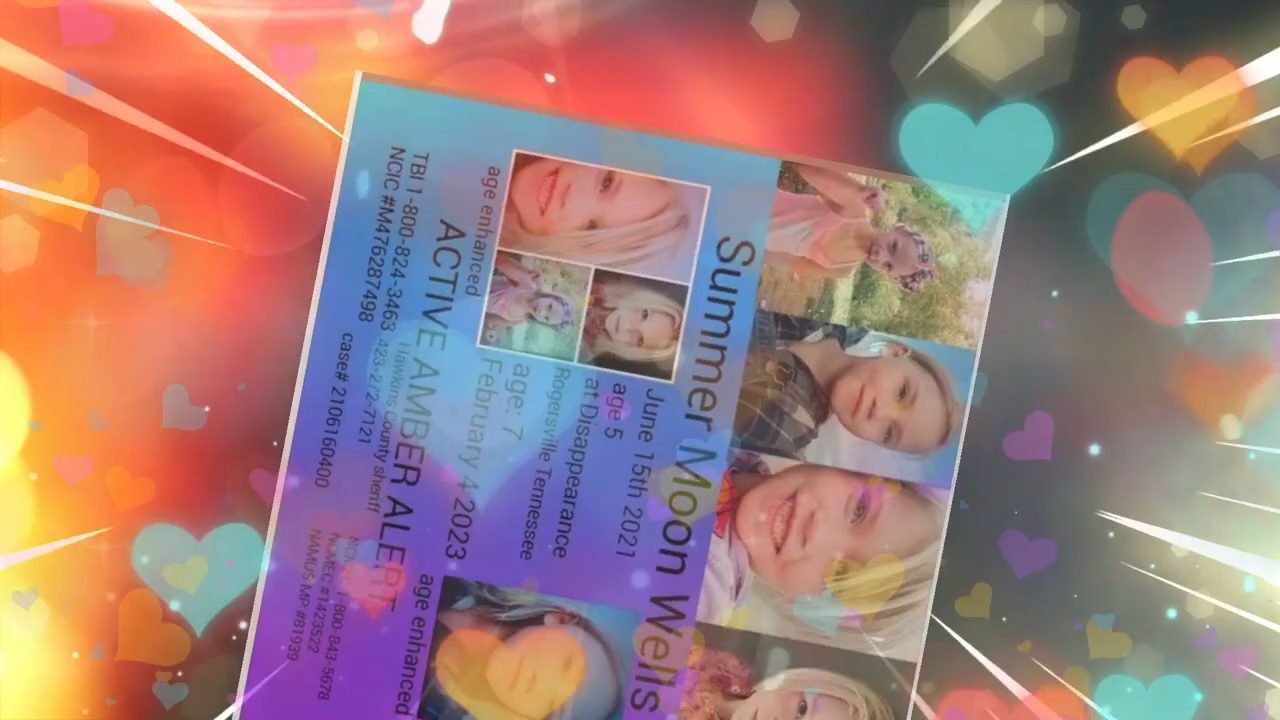 Summer Moon Wells
June 15th 2021
age 5
at Disappearance
Rogersville Tennessee
age: 7
February 4 2023
age enhanced
ACTIVE AMBER ALERT
age enhanced
TBI 1-800-824-3463
Hawkins County sheriff
423-272-7121
NCIC #M476287498
case# 2106160400
1-800-843-5678
NCMEC #1423522
NAMUS MP #81939